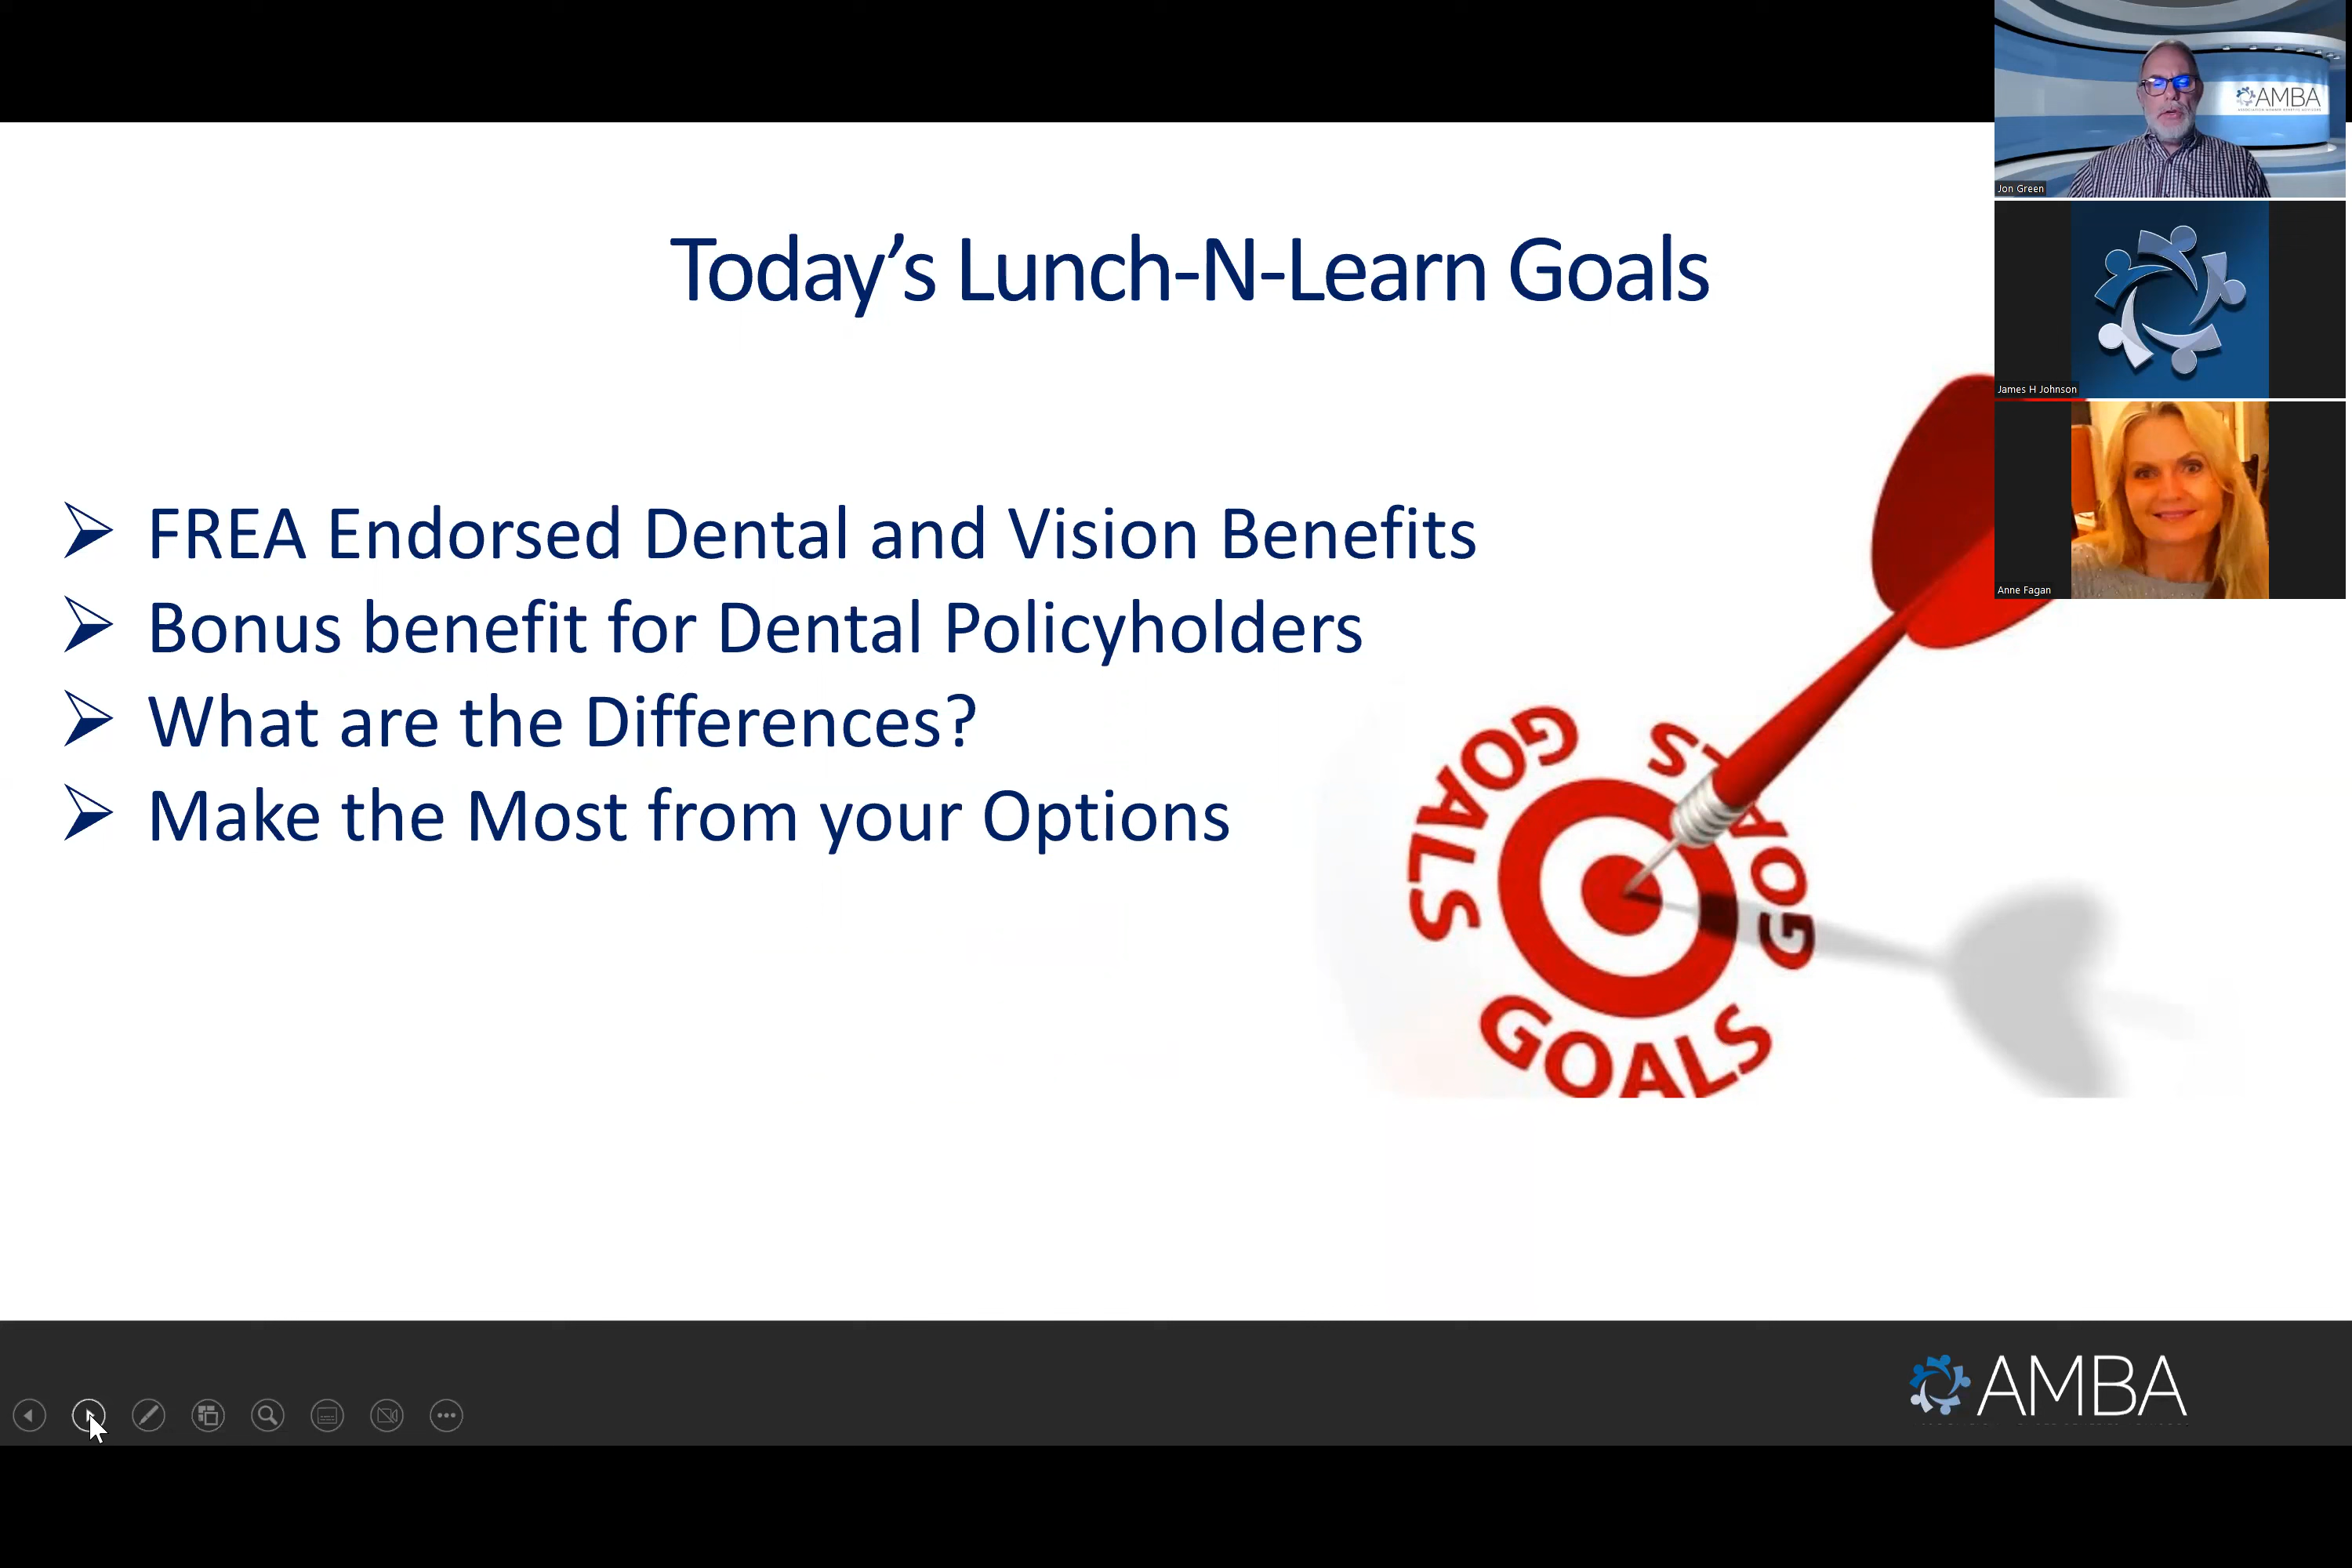 Today's Lunch-N-Learn Goals
FREA Endorsed Dental and Vision Benefits
Bonus benefit for Dental Policyholders
What are the Differences?
Make the Most from your Options
GOALS
GOALS
GOALS
AMBA
Jon Green
James H Johnson
Anne Fagan
AMBA